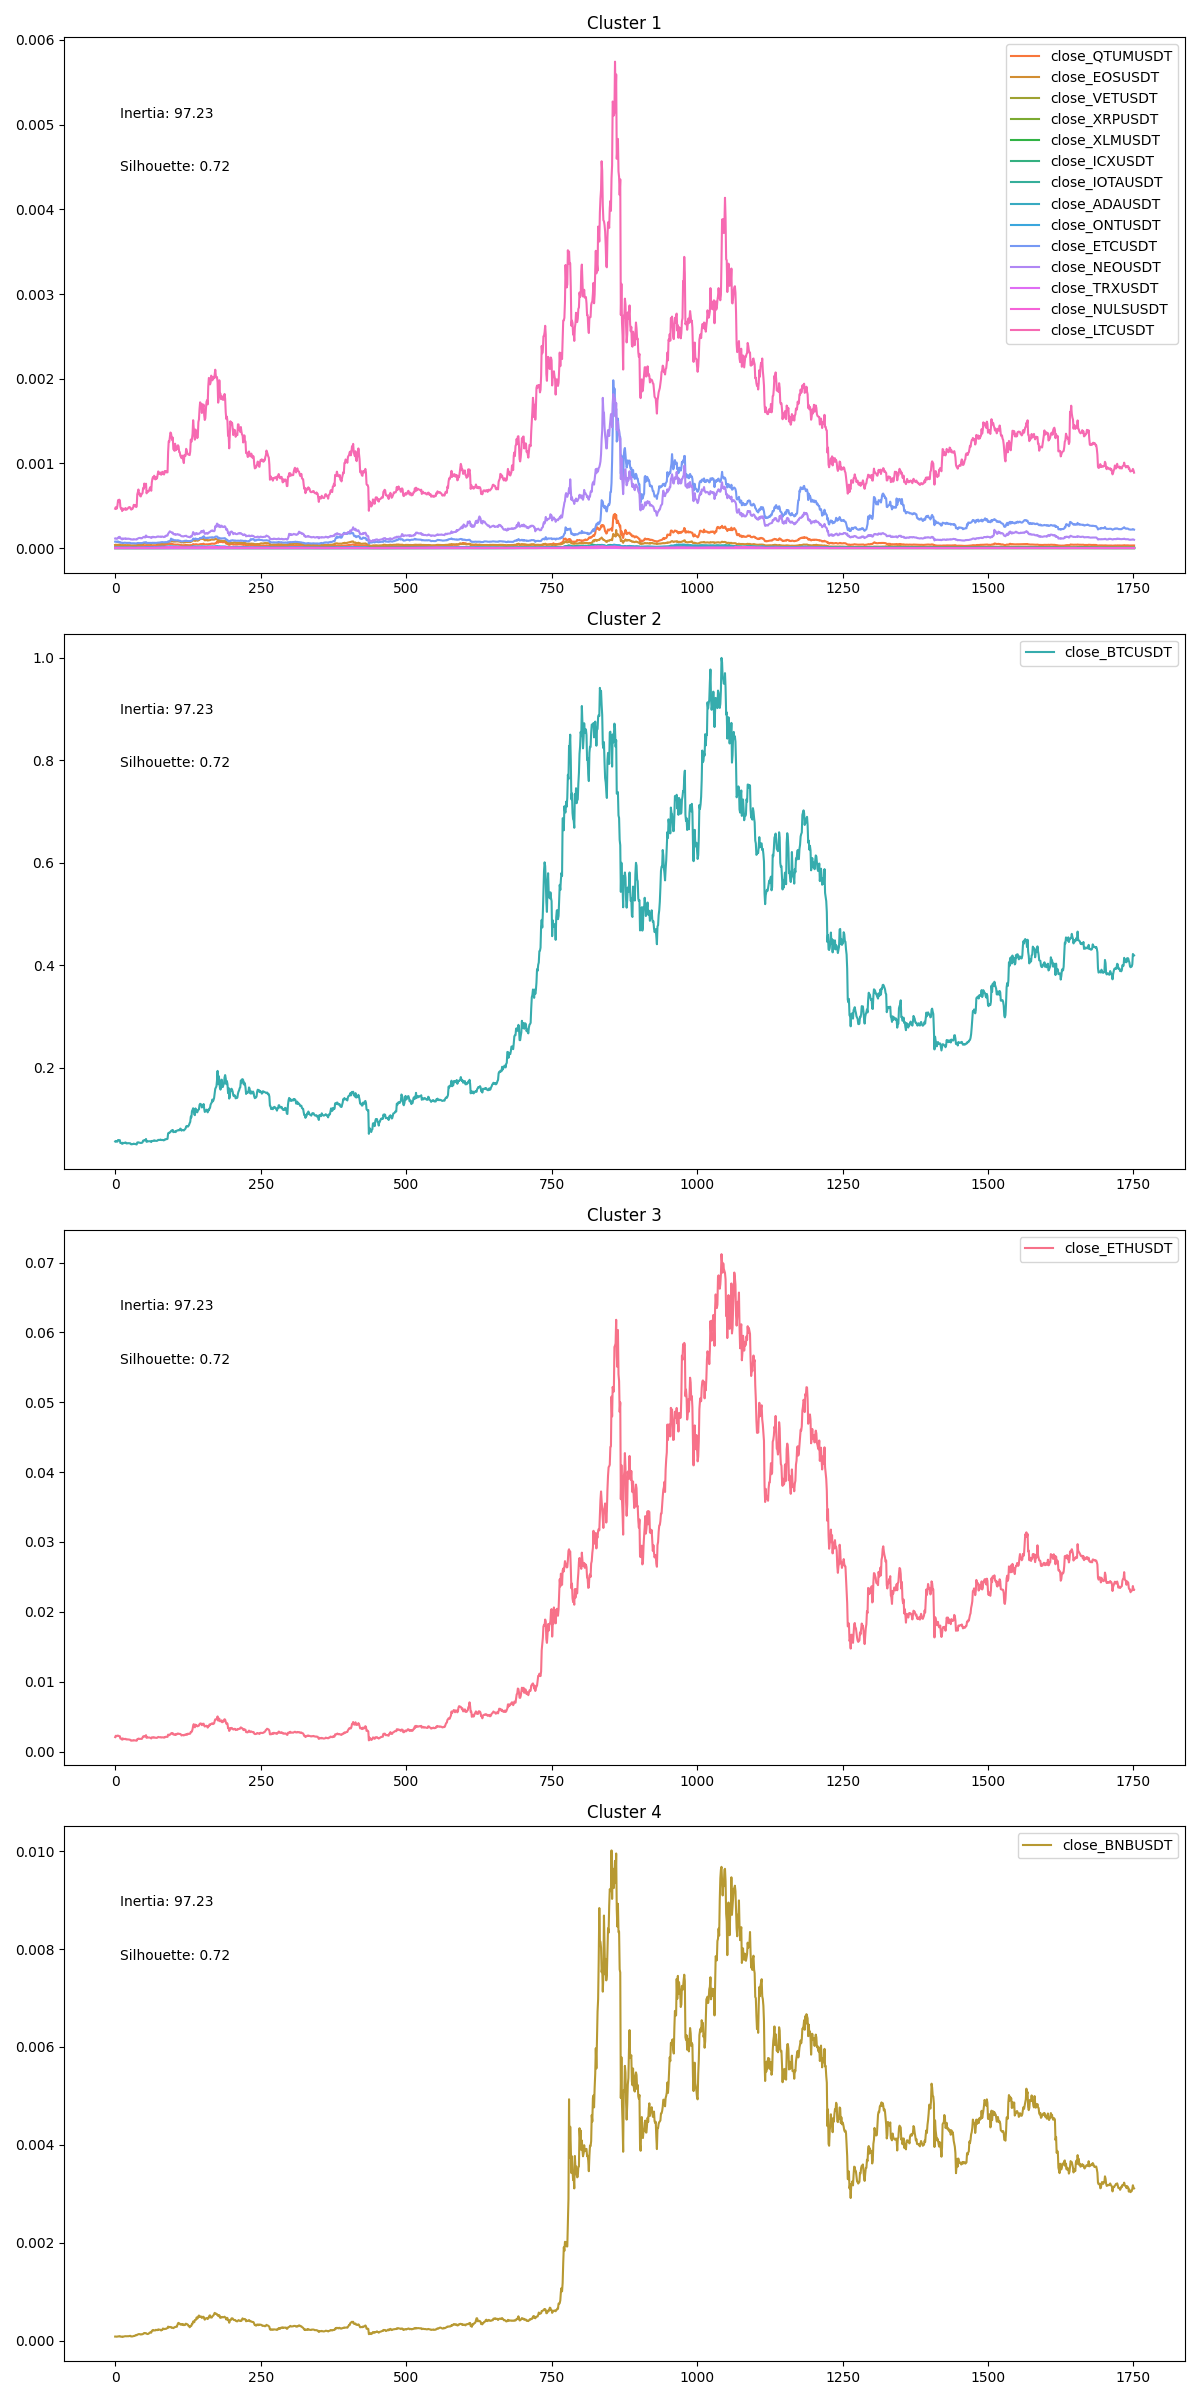 Cluster 1
0.006
0.005
0.004
0.003
0.002
0.001
0.000
Inertia: 97.23
Silhouette: 0.72
close_QTUMUSDT
close_EOSUSDT
close_VETUSDT
close_XRPUSDT
close_XLMUSDT
close_ICXUSDT
close_IOTAUSDT
close_ADAUSDT
close_ONTUSDT
close_ETCUSDT
close_NEOUSDT
close_TRXUSDT
close_NULSUSDT
close_LTCUSDT
0 250 500 750 1000 1250 1500 1750
Cluster 2
1.0
0.8
0.6
0.4
0.2
Inertia: 97.23
Silhouette: 0.72
close_BTCUSDT
0 250 500 750 1000 1250 1500 1750
Cluster 3
0.07
0.06
0.05
0.04
0.03
0.02
0.01
0.00
Inertia: 97.23
Silhouette: 0.72
close_ETHUSDT
0 250 500 750 1000 1250 1500 1750
Cluster 4
0.010
0.008
0.006
0.004
0.002
0.000
Inertia: 97.23
Silhouette: 0.72
close_BNBUSDT
0 250 500 750 1000 1250 1500 1750